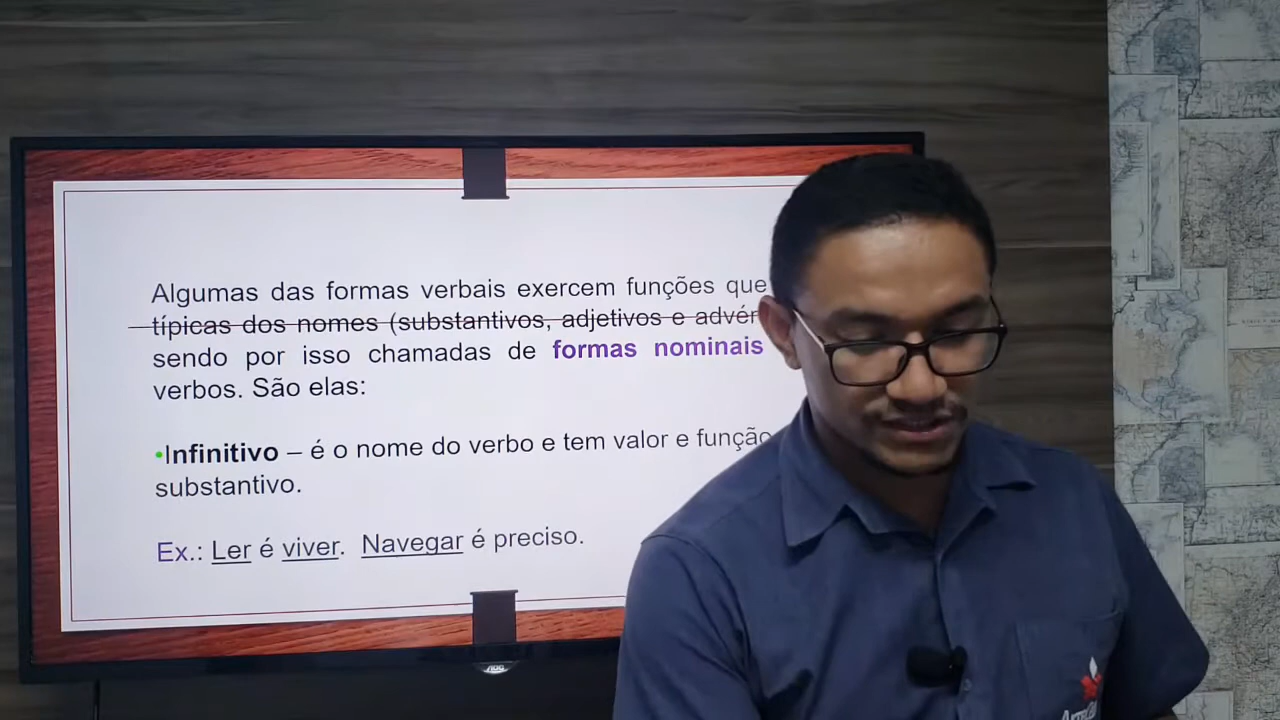 Algumas das formas verbais exercem funções que
típicas dos nomes (substantivos, adjetivos e advér
sendo por isso chamadas de formas nominais
verbos. São elas:
•Infinitivo – é o nome do verbo e tem valor e função
substantivo.
Ex.: Ler é viver. Navegar é preciso.
AOC